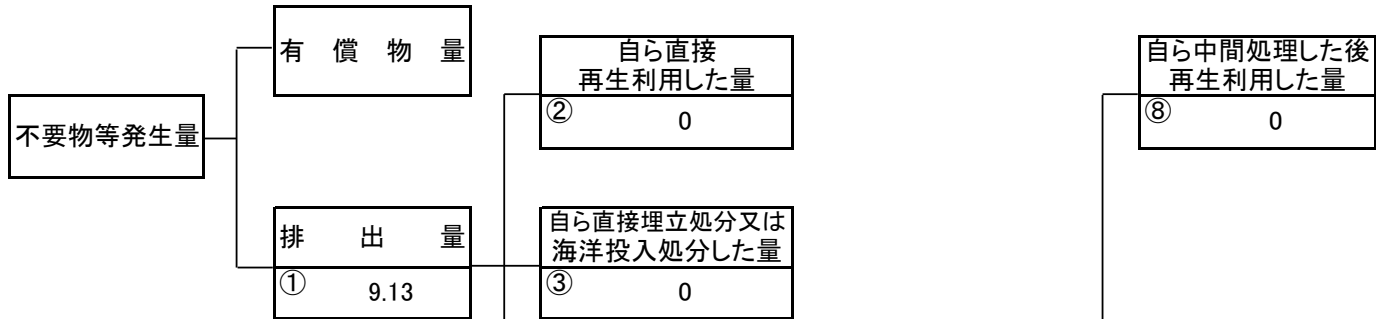 有償物量
自ら直接
再生利用した量
② 0
自ら中間処理した後
再生利用した量
⑧ 0
不要物等発生量
排出量
① 9.13
自ら直接埋立処分又は
海洋投入処分した量
③ 0